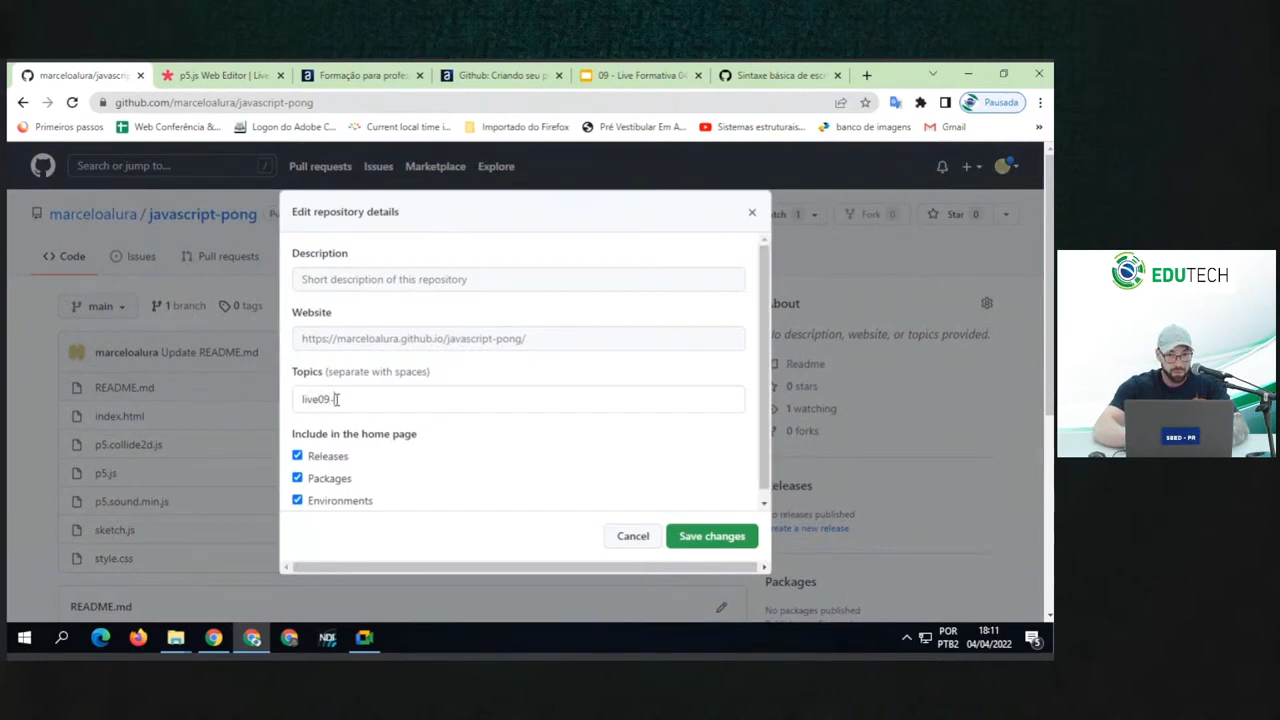 marceloalura/javascrip
p5.js Web Editor | Live
Formação para profes
Github: Criando seu p
09 - Live Formativa 04
Sintaxe básica de esc
github.com/marceloalura/javascript-pong
Pausada
Primeiros passos
Web Conferência &...
Logon do Adobe C...
Current local time i...
Importado do Firefox
Pré Vestibular Em A...
Sistemas estruturais...
banco de imagens
Gmail
Search or jump to...
/
Pull requests
Issues
Marketplace
Explore
marceloalura / javascript-pong
1
Fork 0
Star 0
Edit repository details
Code
Issues
Pull requests
Description
Short description of this repository
main
1 branch
0 tags
Website
https://marceloalura.github.io/javascript-pong/
bout
o description, website, or topics provided.
marceloalura Update README.md
Topics (separate with spaces)
live09-
Readme
0 stars
1 watching
0 forks
README.md
index.html
p5.collide2d.js
p5.js
p5.sound.min.js
sketch.js
style.css
Include in the home page
Releases
Packages
Environments
eleases
o releases published
reate a new release
Cancel
Save changes
Packages
No packages published
README.md
POR
PTB2
18:11
04/04/2022
5
EDUTECH
SEED - PR